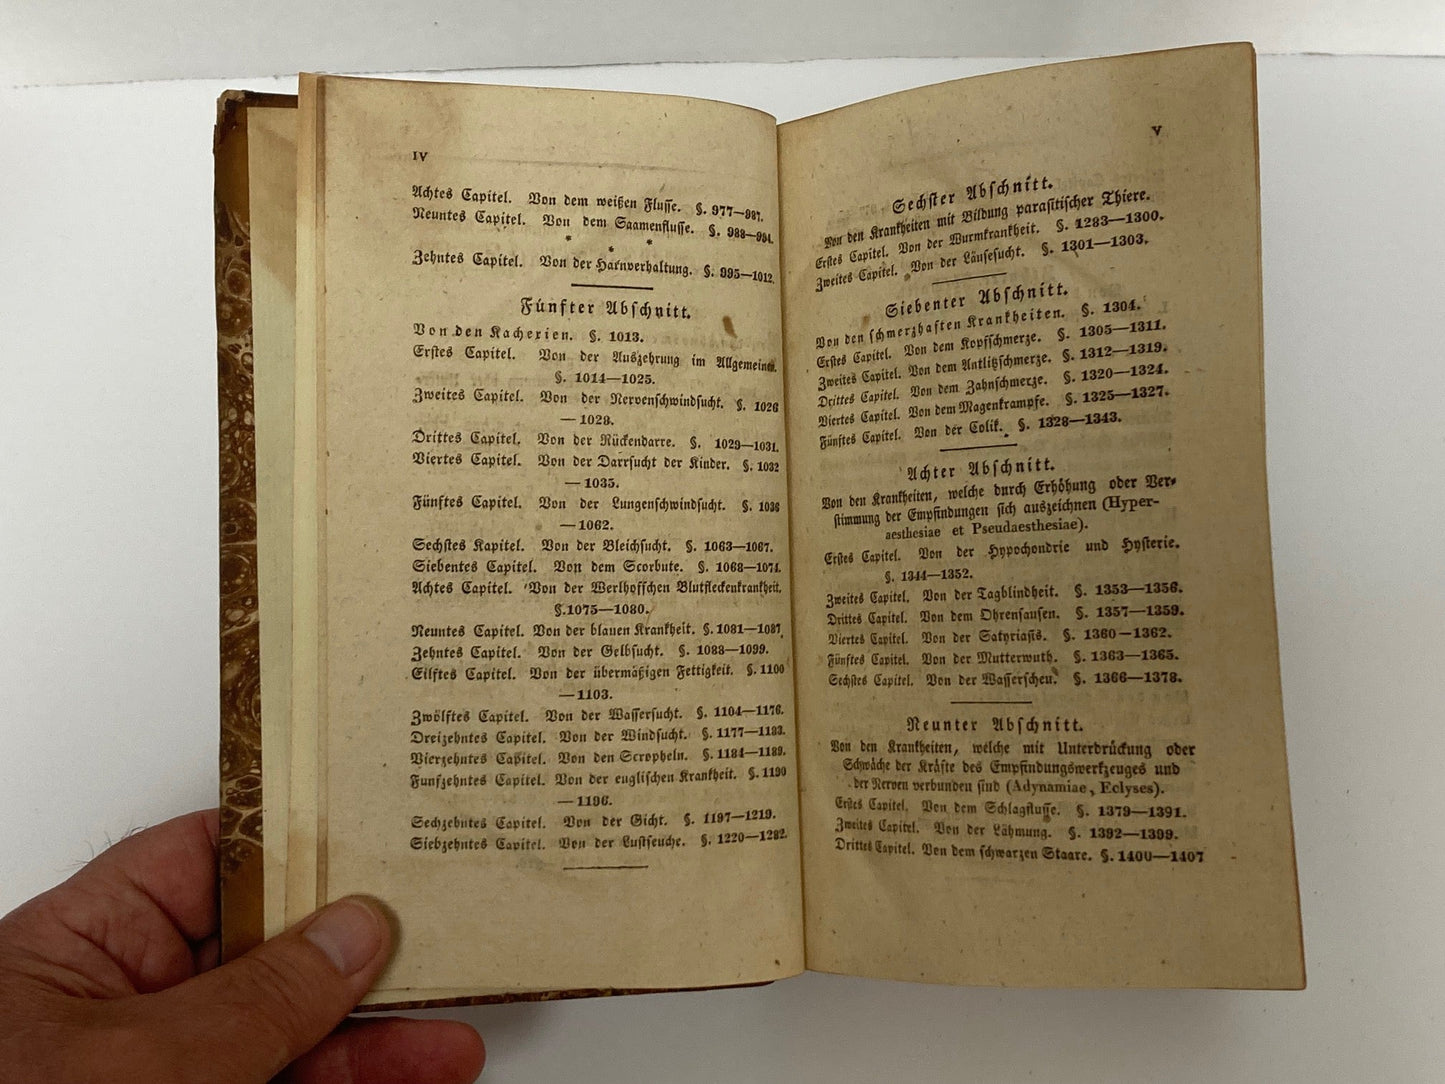 IV
Achtes Capitel. Von dem weißen Flusse. §. 977—987.
Neuntes Capitel. Von dem Saamenflusse. §. 988—994.
* * *
Zehntes Capitel. Von der Harnverhaltung. §. 995—1012.
Fünfter Abschnitt.
Von den Kacherien. §. 1013.
Erstes Capitel. Von der Auszehrung im Allgemeinen.
§. 1014—1025.
Zweites Capitel. Von der Nervenschwindsucht. §. 1026
—1028.
Drittes Capitel. Von der Rückendarre. §. 1029—1031.
Viertes Capitel. Von der Darrsucht der Kinder. §. 1032
—1035.
Fünftes Capitel. Von der Lungenschwindsucht. §. 1036
—1062.
Sechstes Kapitel. Von der Bleichsucht. §. 1063—1067.
Siebentes Capitel. Von dem Scorbute. §. 1068—1074.
Achtes Capitel. Von der Werlhofschen Blutfleckenkrankheit.
§.1075—1080.
Neuntes Capitel. Von der blauen Krankheit. §. 1081—1087
Zehntes Capitel. Von der Gelbsucht. §. 1088—1099.
Eilftes Capitel. Von der übermäßigen Fettigkeit. §. 1100
—1103.
Zwölftes Capitel. Von der Wassersucht. §. 1104—1176.
Dreizehntes Capitel. Von der Windsucht. §. 1177—1183.
Vierzehntes Capitel. Von den Scropheln. §. 1184—1189.
Funfzehntes Capitel. Von der englischen Krankheit. §. 1190
—1196.
Sechzehntes Capitel. Von der Gicht. §. 1197—1219.
Siebzehntes Capitel. Von der Lustseuche. §. 1220—1282.
V
Sechster Abschnitt.
Von den Krankheiten mit Bildung parasitischer Thiere.
Erstes Capitel. Von der Wurmkrankheit. §. 1283—1300.
Zweites Capitel. Von der Läusesucht. §. 1301—1303.
Siebenter Abschnitt.
Von den schmerzhaften Krankheiten. §. 1304.
Erstes Capitel. Von dem Kopfschmerze. §. 1305—1311.
Zweites Capitel. Von dem Antlitzschmerze. §. 1312—1319.
Drittes Capitel. Von dem Zahnschmerze. §. 1320—1324.
Viertes Capitel. Von dem Magenkrampfe. §. 1325—1327.
Fünftes Capitel. Von der Colik. §. 1328—1343.
Achter Abschnitt.
Von den Krankheiten, welche durch Erhöhung oder Ver-
stimmung der Empfindungen sich auszeichnen (Hyper-
aesthesiae et Pseudaesthesiae).
Erstes Capitel. Von der Hypochondrie und Hysterie.
§. 1344—1352.
Zweites Capitel. Von der Tagblindheit. §. 1353—1356.
Drittes Capitel. Von dem Ohrensausen. §. 1357—1359.
Viertes Capitel. Von der Satyriasis. §. 1360—1362.
Fünftes Capitel. Von der Mutterwuth. §. 1363—1365.
Sechstes Capitel. Von der Wasserscheu. §. 1366—1378.
Neunter Abschnitt.
Von den Krankheiten, welche mit Unterdrückung oder
Schwäche der Kräfte des Empfindungswerkzeuges und
der Nerven verbunden sind (Adynamiae, Eclyses).
Erstes Capitel. Von dem Schlagflusse. §. 1379—1391.
Zweites Capitel. Von der Lähmung. §. 1392—1399.
Drittes Capitel. Von dem schwarzen Staare. §. 1400—1407